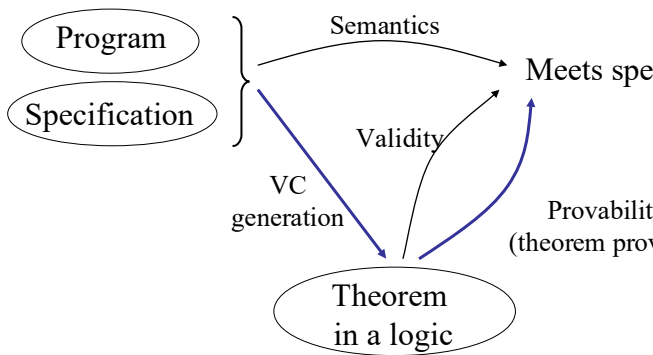 Program
Semantics
Meets spe
Specification
Validity
VC
generation
Provabilit
(theorem prov
Theorem
in a logic